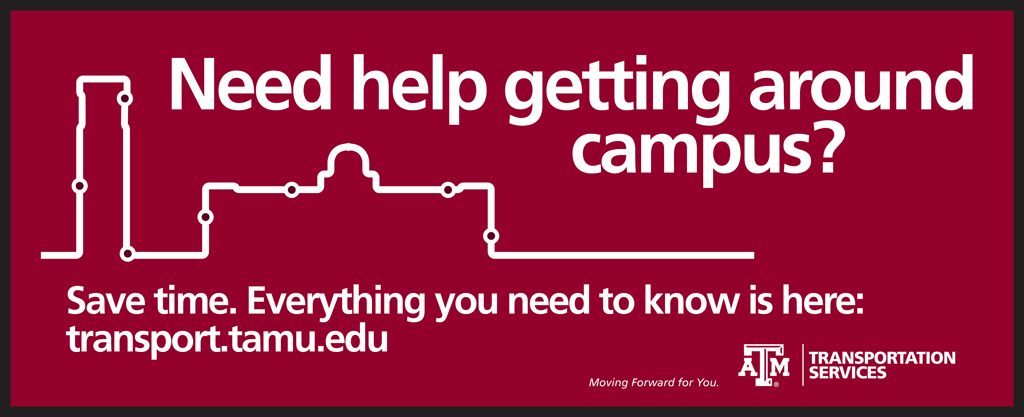 Need help getting around
campus?
Save time. Everything you need to know is here:
transport.tamu.edu
Moving Forward for You.
ATM®
TRANSPORTATION
SERVICES